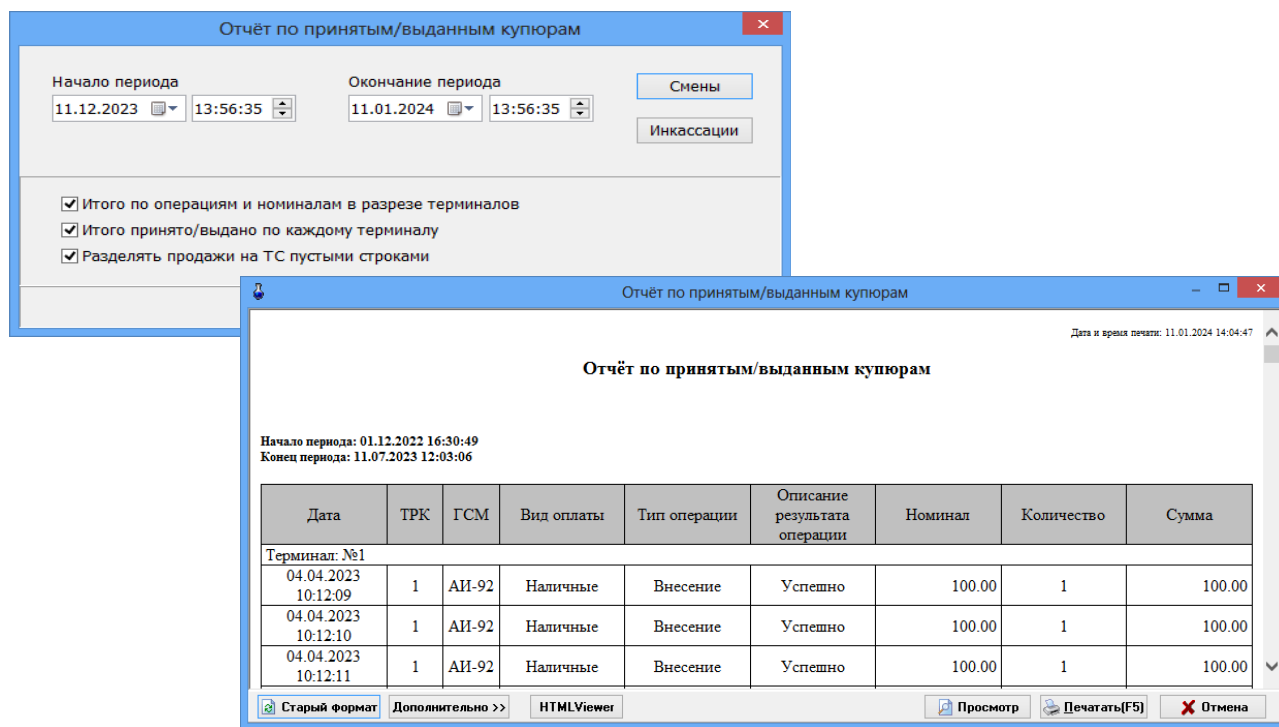 Отчёт по принятым/выданным купюрам
Начало периода Окончание периода
11.12.2023 13:56:35 11.01.2024 13:56:35
Смены
Инкассации
Итого по операциям и номиналам в разрезе терминалов
Итого принято/выдано по каждому терминалу
Разделять продажи на ТС пустыми строками
Отчёт по принятым/выданным купюрам
Дата и время печати: 11.01.2024 14:04:47
Отчёт по принятым/выданным купюрам
Начало периода: 01.12.2022 16:30:49
Конец периода: 11.07.2023 12:03:06
Дата ТРК ГСМ Вид оплаты Тип операции Описание результата операции Номинал Количество Сумма
Терминал: №1
04.04.2023 10:12:09 1 АИ-92 Наличные Внесение Успешно 100.00 1 100.00
04.04.2023 10:12:10 1 АИ-92 Наличные Внесение Успешно 100.00 1 100.00
04.04.2023 10:12:11 1 АИ-92 Наличные Внесение Успешно 100.00 1 100.00
Старый формат Дополнительно >> HTMLViewer Просмотр Печатать(F5) Отмена